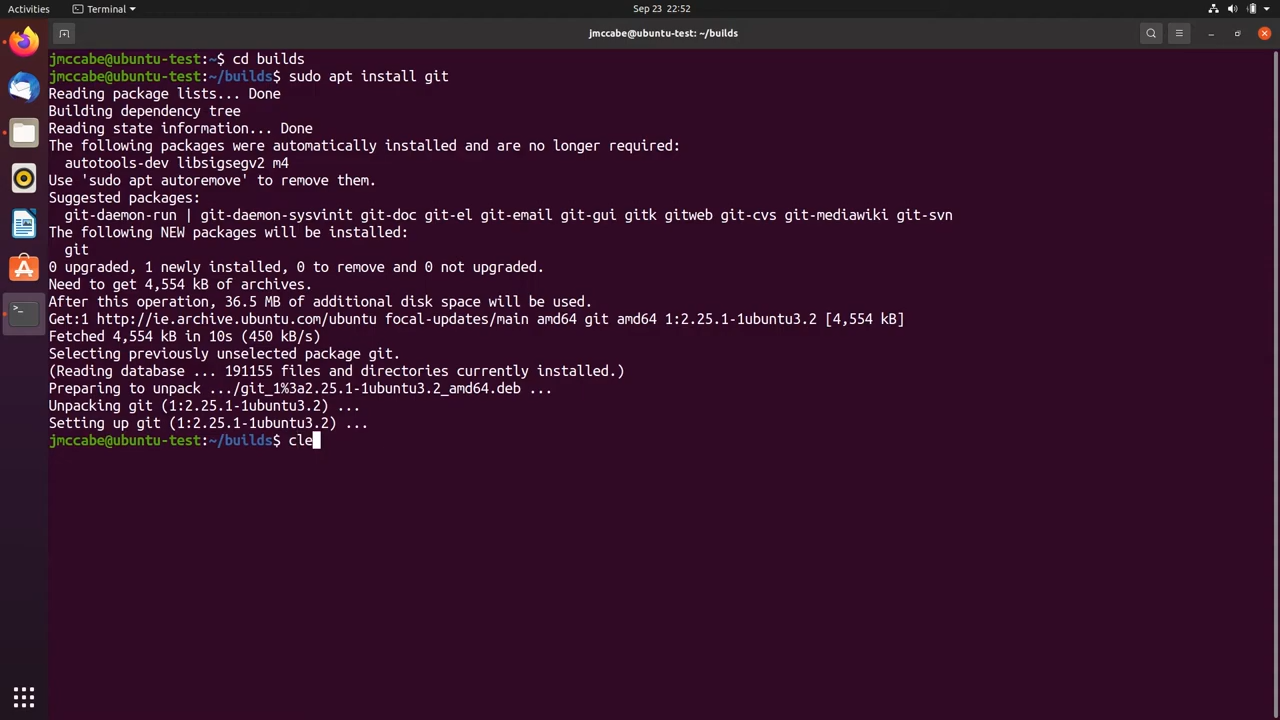 Activities
Terminal
Sep 23 22:52
jmccabe@ubuntu-test: ~/builds
jmccabe@ubuntu-test:~$ cd builds
jmccabe@ubuntu-test:~/builds$ sudo apt install git
Reading package lists... Done
Building dependency tree
Reading state information... Done
The following packages were automatically installed and are no longer required:
  autotools-dev libsigsegv2 m4
Use 'sudo apt autoremove' to remove them.
Suggested packages:
  git-daemon-run | git-daemon-sysvinit git-doc git-el git-email git-gui gitk gitweb git-cvs git-mediawiki git-svn
The following NEW packages will be installed:
  git
0 upgraded, 1 newly installed, 0 to remove and 0 not upgraded.
Need to get 4,554 kB of archives.
After this operation, 36.5 MB of additional disk space will be used.
Get:1 http://ie.archive.ubuntu.com/ubuntu focal-updates/main amd64 git amd64 1:2.25.1-1ubuntu3.2 [4,554 kB]
Fetched 4,554 kB in 10s (450 kB/s)
Selecting previously unselected package git.
(Reading database ... 191155 files and directories currently installed.)
Preparing to unpack .../git_1%3a2.25.1-1ubuntu3.2_amd64.deb ...
Unpacking git (1:2.25.1-1ubuntu3.2) ...
Setting up git (1:2.25.1-1ubuntu3.2) ...
jmccabe@ubuntu-test:~/builds$ cle